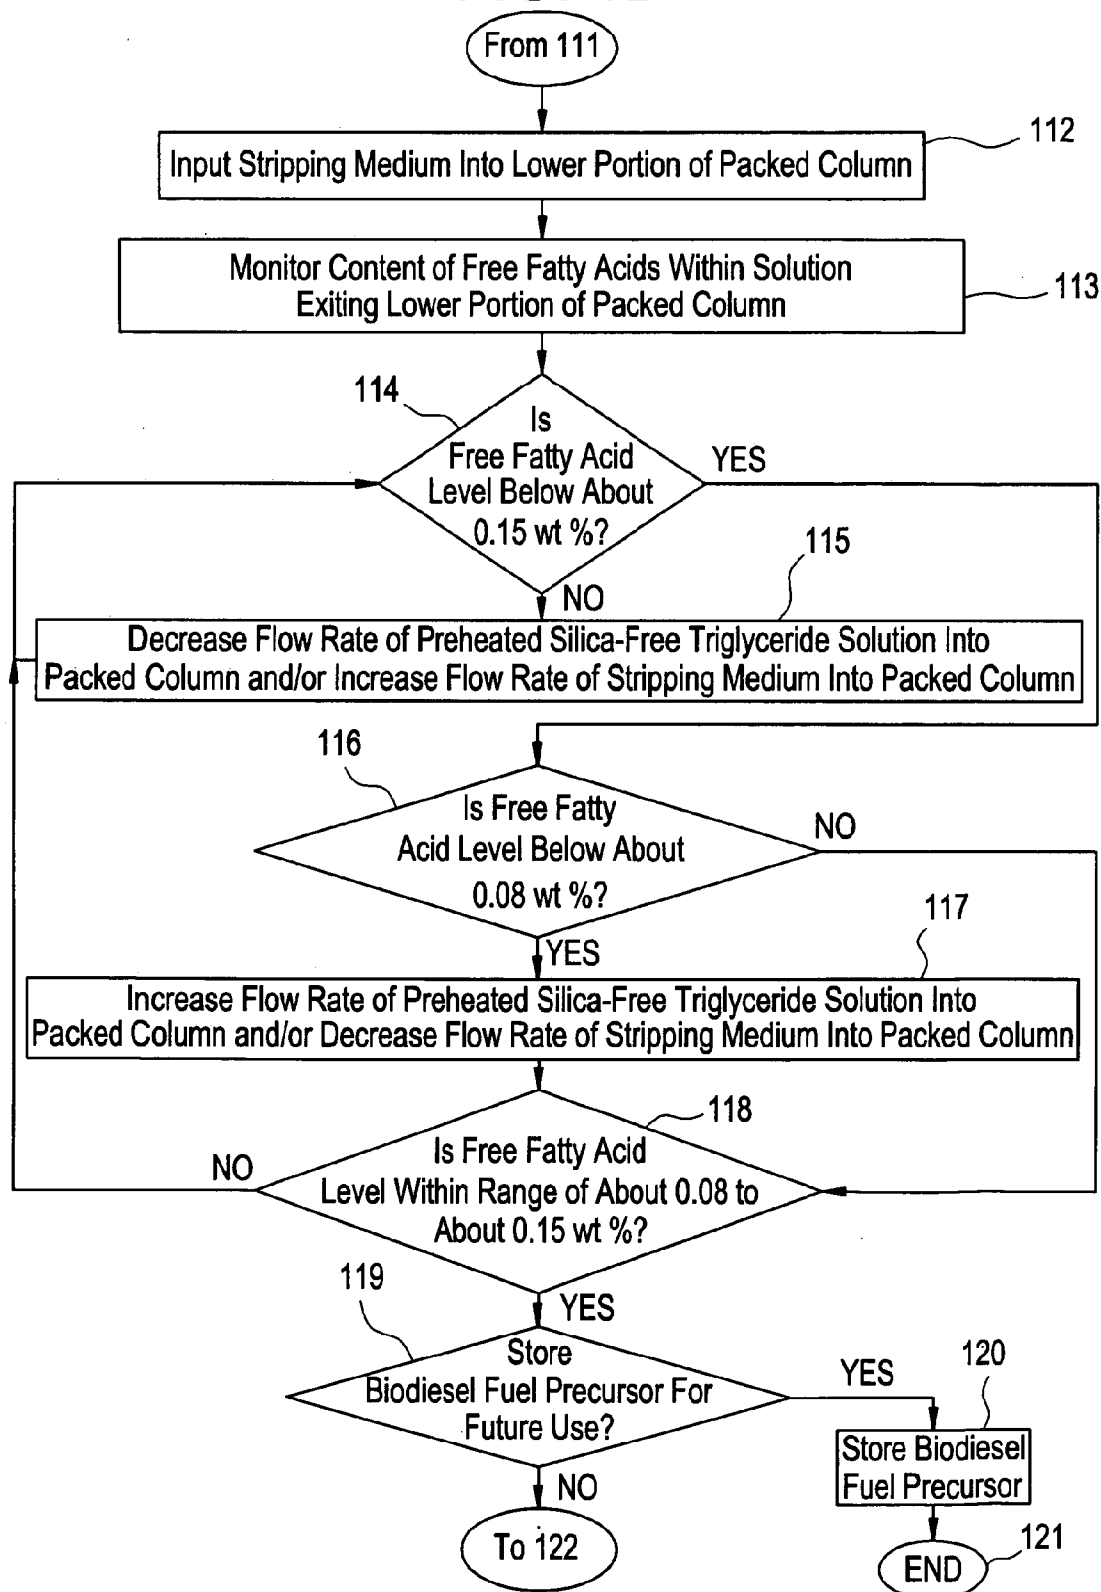 From 111
112
Input Stripping Medium Into Lower Portion of Packed Column
Monitor Content of Free Fatty Acids Within Solution
Exiting Lower Portion of Packed Column
113
114
Is
Free Fatty Acid
Level Below About
0.15 wt %?
YES
NO
115
Decrease Flow Rate of Preheated Silica-Free Triglyceride Solution Into
Packed Column and/or Increase Flow Rate of Stripping Medium Into Packed Column
116
Is Free Fatty
Acid Level Below About
0.08 wt %?
NO
YES
117
Increase Flow Rate of Preheated Silica-Free Triglyceride Solution Into
Packed Column and/or Decrease Flow Rate of Stripping Medium Into Packed Column
118
Is Free Fatty Acid
Level Within Range of About 0.08 to
About 0.15 wt %?
NO
YES
119
Store
Biodiesel Fuel Precursor For
Future Use?
YES
120
Store Biodiesel
Fuel Precursor
NO
To 122
END
121